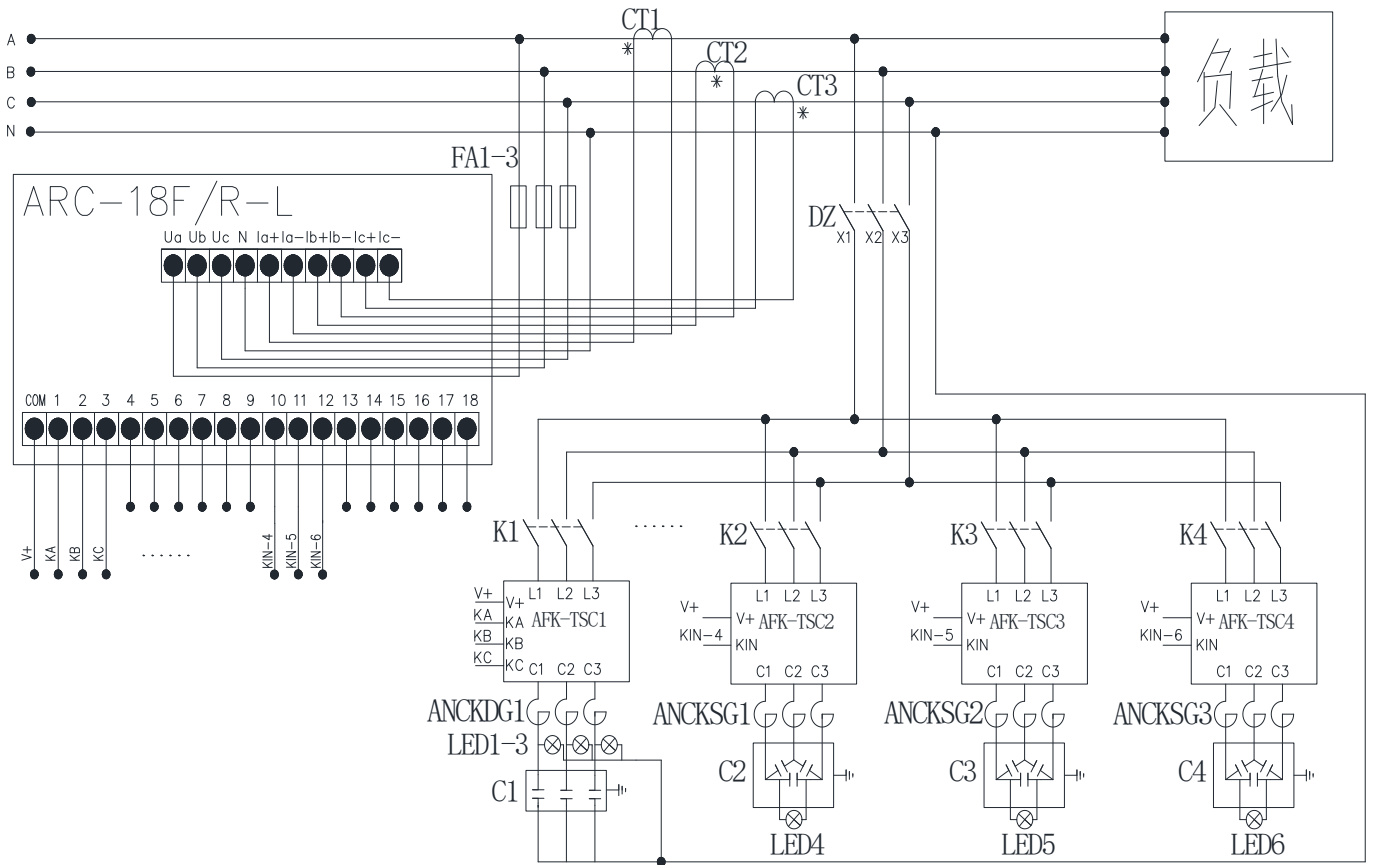 CT1
A
CT2
B
CT3
C
N
负载
FA1-3
ARC-18F/R-L
DZ
X1 X2 X3
Ua Ub Uc N Ia+ Ia- Ib+ Ib- Ic+ Ic-
COM 1 2 3 4 5 6 7 8 9 10 11 12 13 14 15 16 17 18
V+ KA KB KC ...... KIN-4 KIN-5 KIN-6
K1 ...... K2 K3 K4
L1 L2 L3
V+ V+
AFK-TSC1
KA KA
KB KB
KC KC
C1 C2 C3
L1 L2 L3
V+ V+ AFK-TSC2
KIN-4 KIN
C1 C2 C3
L1 L2 L3
V+ V+ AFK-TSC3
KIN-5 KIN
C1 C2 C3
L1 L2 L3
V+ V+ AFK-TSC4
KIN-6 KIN
C1 C2 C3
ANCKDG1 ANCKSG1 ANCKSG2 ANCKSG3
LED1-3
C1 C2 C3 C4
LED4 LED5 LED6